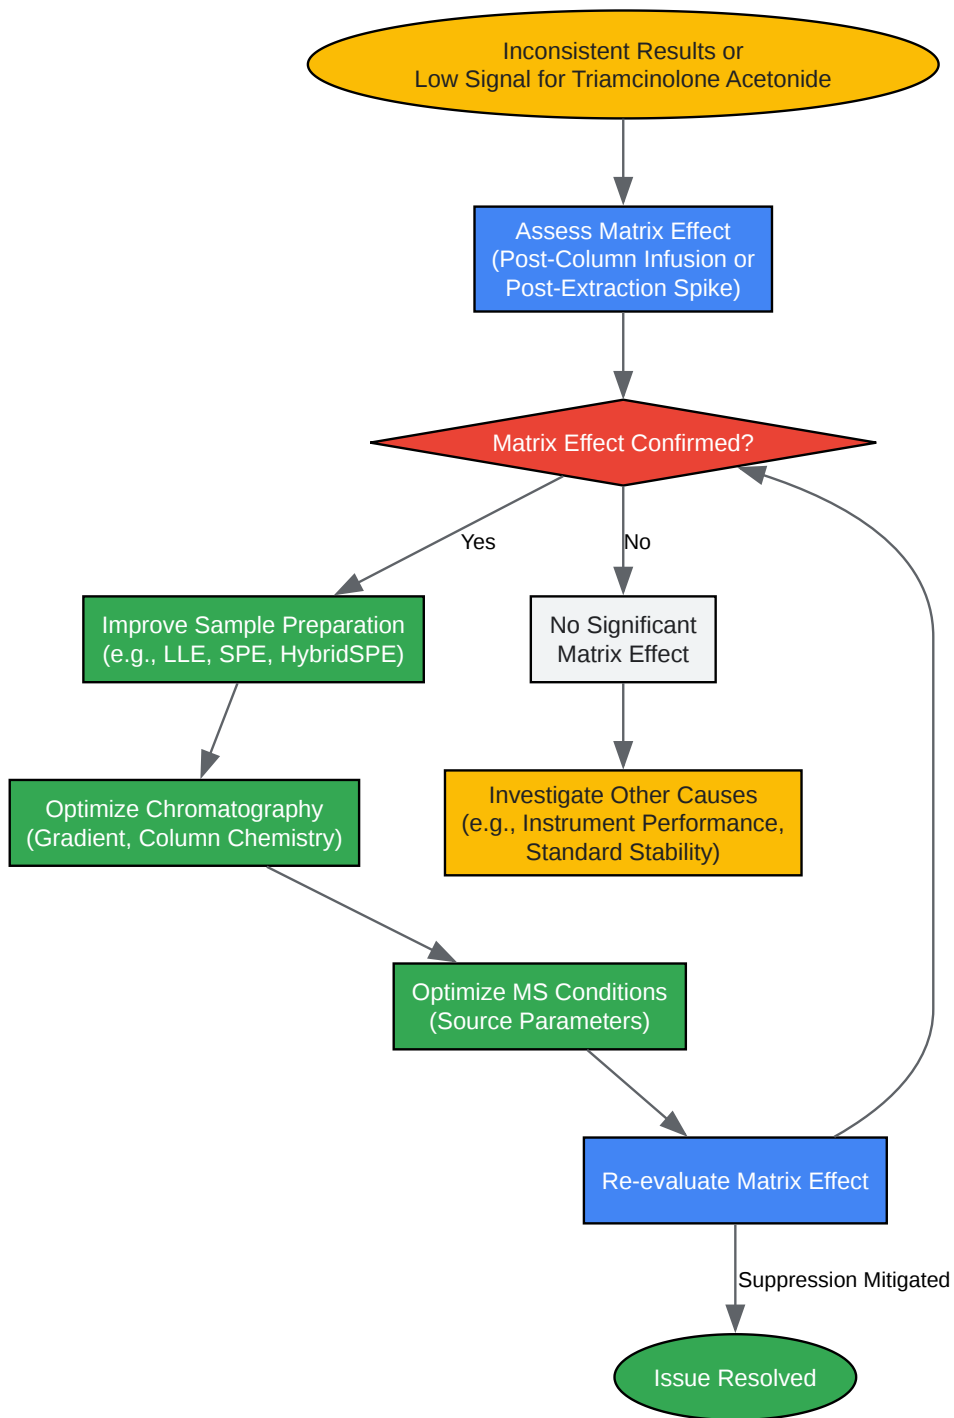 Inconsistent Results or
Low Signal for Triamcinolone Acetonide
Assess Matrix Effect
(Post-Column Infusion or
Post-Extraction Spike)
Matrix Effect Confirmed?
Yes
No
Improve Sample Preparation
(e.g., LLE, SPE, HybridSPE)
No Significant
Matrix Effect
Optimize Chromatography
(Gradient, Column Chemistry)
Investigate Other Causes
(e.g., Instrument Performance,
Standard Stability)
Optimize MS Conditions
(Source Parameters)
Re-evaluate Matrix Effect
Suppression Mitigated
Issue Resolved